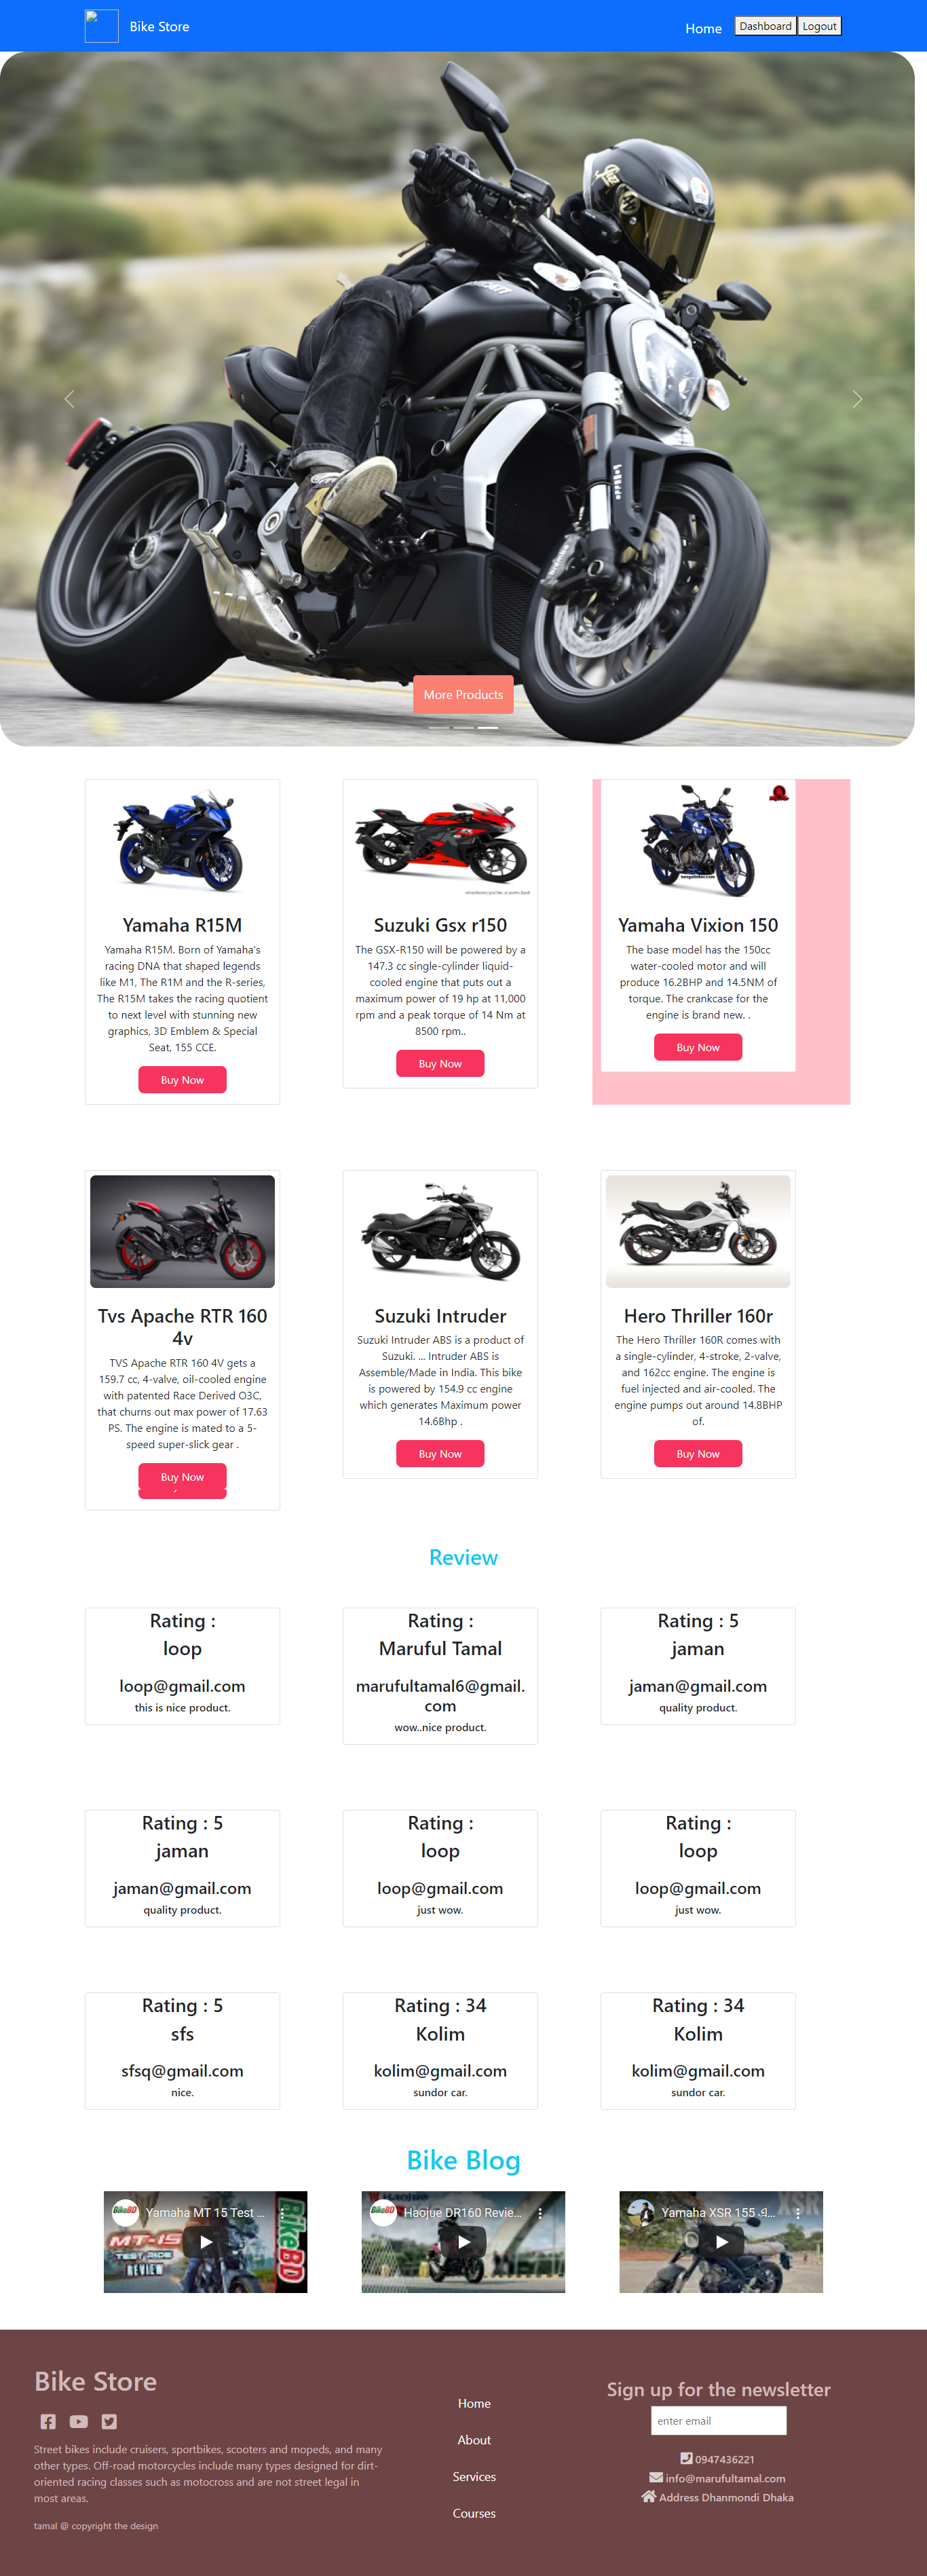 Bike Store
Home
Dashboard
Logout
DUCATI
More Products
Yamaha R15M
Yamaha R15M. Born of Yamaha's
racing DNA that shaped legends
like M1, The R1M and the R-series,
The R15M takes the racing quotient
to next level with stunning new
graphics, 3D Emblem & Special
Seat, 155 CCE.
Buy Now
motorcycle.com.bd
Suzuki Gsx r150
The GSX-R150 will be powered by a
147.3 cc single-cylinder liquid-
cooled engine that puts out a
maximum power of 19 hp at 11,000
rpm and a peak torque of 14 Nm at
8500 rpm..
Buy Now
Yamaha Vixion 150
The base model has the 150cc
water-cooled motor and will
produce 16.2BHP and 14.5NM of
torque. The crankcase for the
engine is brand new. .
Buy Now
Tvs Apache RTR 160
4v
TVS Apache RTR 160 4V gets a
159.7 cc, 4-valve, oil-cooled engine
with patented Race Derived O3C,
that churns out max power of 17.63
PS. The engine is mated to a 5-
speed super-slick gear .
Buy Now
Suzuki Intruder
Suzuki Intruder ABS is a product of
Suzuki. ... Intruder ABS is
Assemble/Made in India. This bike
is powered by 154.9 cc engine
which generates Maximum power
14.6Bhp .
Buy Now
Hero Thriller 160r
The Hero Thriller 160R comes with
a single-cylinder, 4-stroke, 2-valve,
and 162cc engine. The engine is
fuel injected and air-cooled. The
engine pumps out around 14.8BHP
of.
Buy Now
Review
Rating :
loop
loop@gmail.com
this is nice product.
Rating :
Maruful Tamal
marufultamal6@gmail.
com
wow..nice product.
Rating : 5
jaman
jaman@gmail.com
quality product.
Rating : 5
jaman
jaman@gmail.com
quality product.
Rating :
loop
loop@gmail.com
just wow.
Rating :
loop
loop@gmail.com
just wow.
Rating : 5
sfs
sfsq@gmail.com
nice.
Rating : 34
Kolim
kolim@gmail.com
sundor car.
Rating : 34
Kolim
kolim@gmail.com
sundor car.
Bike Blog
BikeBD
Yamaha MT 15 Test ...
MT-15
TEST RIDE
REVIEW
BikeBD
BikeBD
Haojue DR160 Revie...
Yamaha XSR 155 এ...
Bike Store
Street bikes include cruisers, sportbikes, scooters and mopeds, and many
other types. Off-road motorcycles include many types designed for dirt-
oriented racing classes such as motocross and are not street legal in
most areas.
tamal @ copyright the design
Home
About
Services
Courses
Sign up for the newsletter
enter email
0947436221
info@marufultamal.com
Address Dhanmondi Dhaka